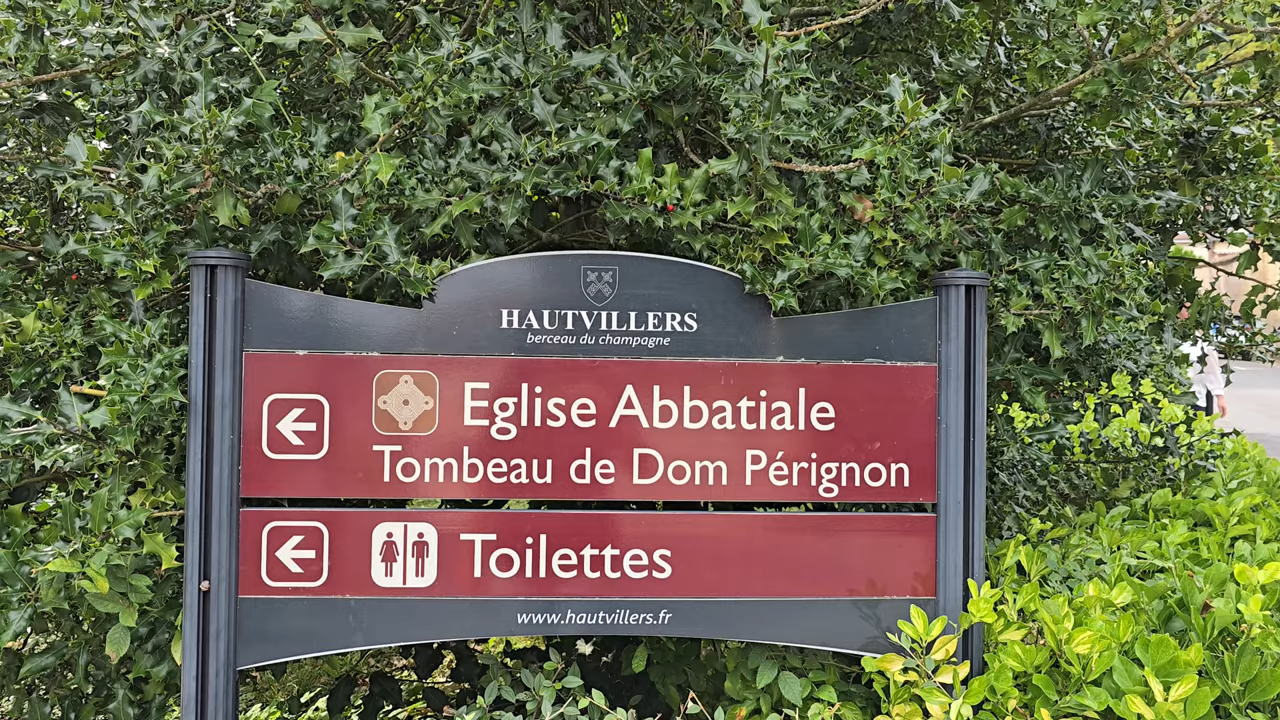 HAUTVILLERS
berceau du champagne
Eglise Abbatiale
Tombeau de Dom Pérignon
Toilettes
www.hautvillers.fr